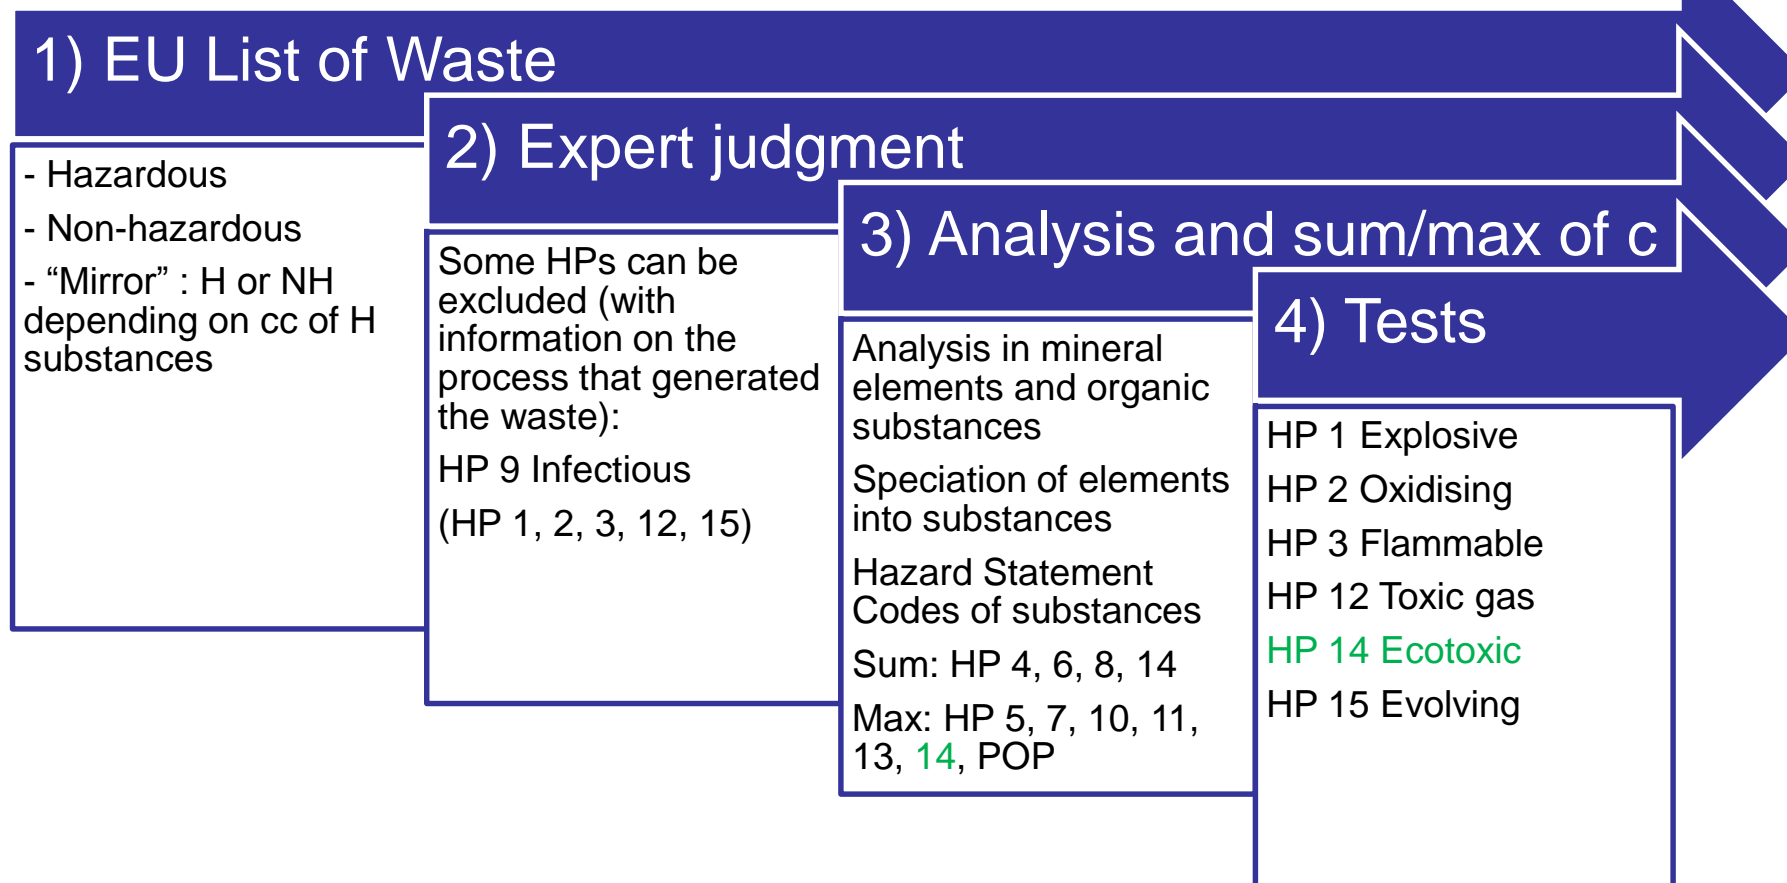 1) EU List of Waste
- Hazardous
- Non-hazardous
- “Mirror” : H or NH
depending on cc of H
substances
2) Expert judgment
Some HPs can be
excluded (with
information on the
process that generated
the waste):
HP 9 Infectious
(HP 1, 2, 3, 12, 15)
3) Analysis and sum/max of c
Analysis in mineral
elements and organic
substances
Speciation of elements
into substances
Hazard Statement
Codes of substances
Sum: HP 4, 6, 8, 14
Max: HP 5, 7, 10, 11,
13, 14, POP
4) Tests
HP 1 Explosive
HP 2 Oxidising
HP 3 Flammable
HP 12 Toxic gas
HP 14 Ecotoxic
HP 15 Evolving